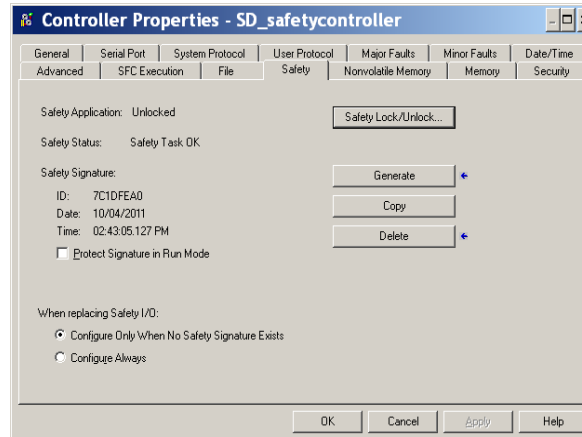 Controller Properties - SD_safetycontroller
General Serial Port System Protocol User Protocol Major Faults Minor Faults Date/Time
Advanced SFC Execution File Safety Nonvolatile Memory Memory Security
Safety Application: Unlocked
Safety Lock/Unlock...
Safety Status: Safety Task OK
Safety Signature:
Generate
ID: 7C1DFEA0
Copy
Date: 10/04/2011
Time: 02:43:05.127 PM
Delete
Protect Signature in Run Mode
When replacing Safety I/O:
Configure Only When No Safety Signature Exists
Configure Always
OK Cancel Apply Help